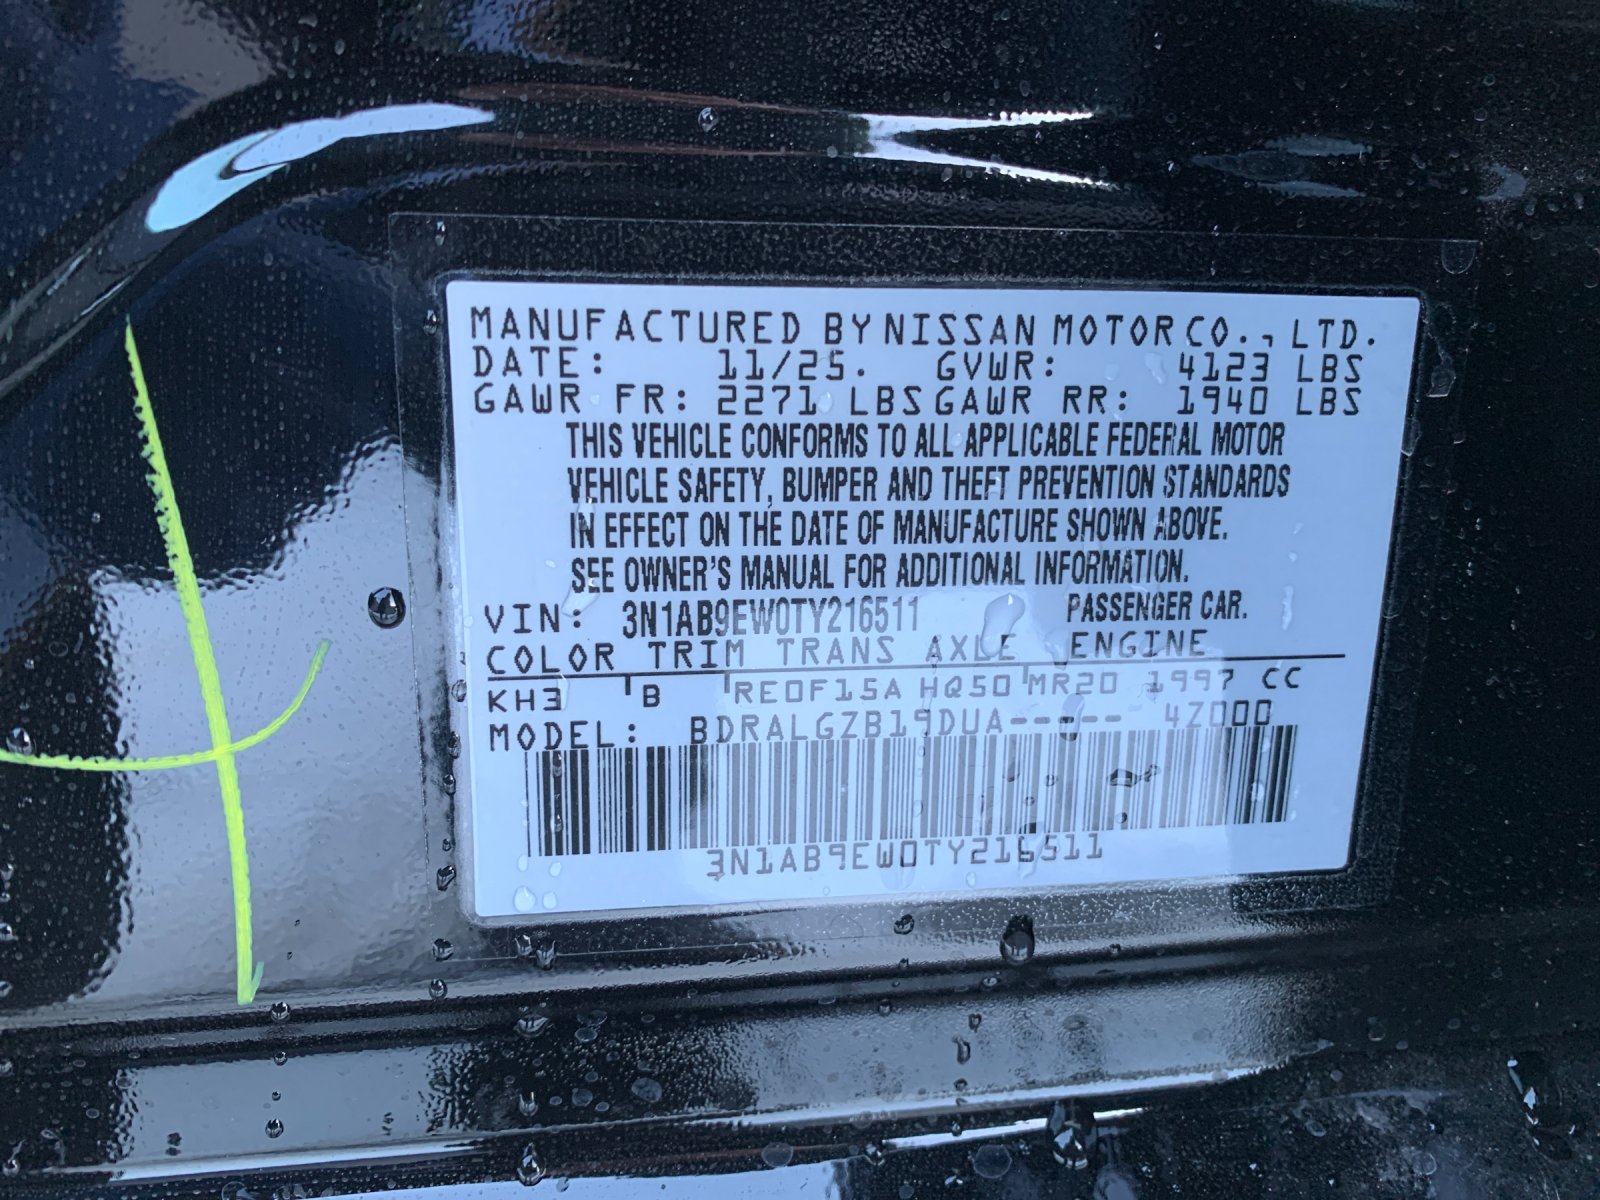 MANUFACTURED BY NISSAN MOTOR CO., LTD.
DATE: 11/25. GVWR: 4123 LBS
GAWR FR: 2271 LBS GAWR RR: 1940 LBS
THIS VEHICLE CONFORMS TO ALL APPLICABLE FEDERAL MOTOR
VEHICLE SAFETY, BUMPER AND THEFT PREVENTION STANDARDS
IN EFFECT ON THE DATE OF MANUFACTURE SHOWN ABOVE.
SEE OWNER'S MANUAL FOR ADDITIONAL INFORMATION.
VIN: 3N1AB9EW0TY216511 PASSENGER CAR.
COLOR TRIM TRANS AXLE ENGINE
KH3 B RE0F15A HQ50 MR20 1997 CC
MODEL: BDRALGZB19DUA----- 4Z000
3N1AB9EW0TY216511